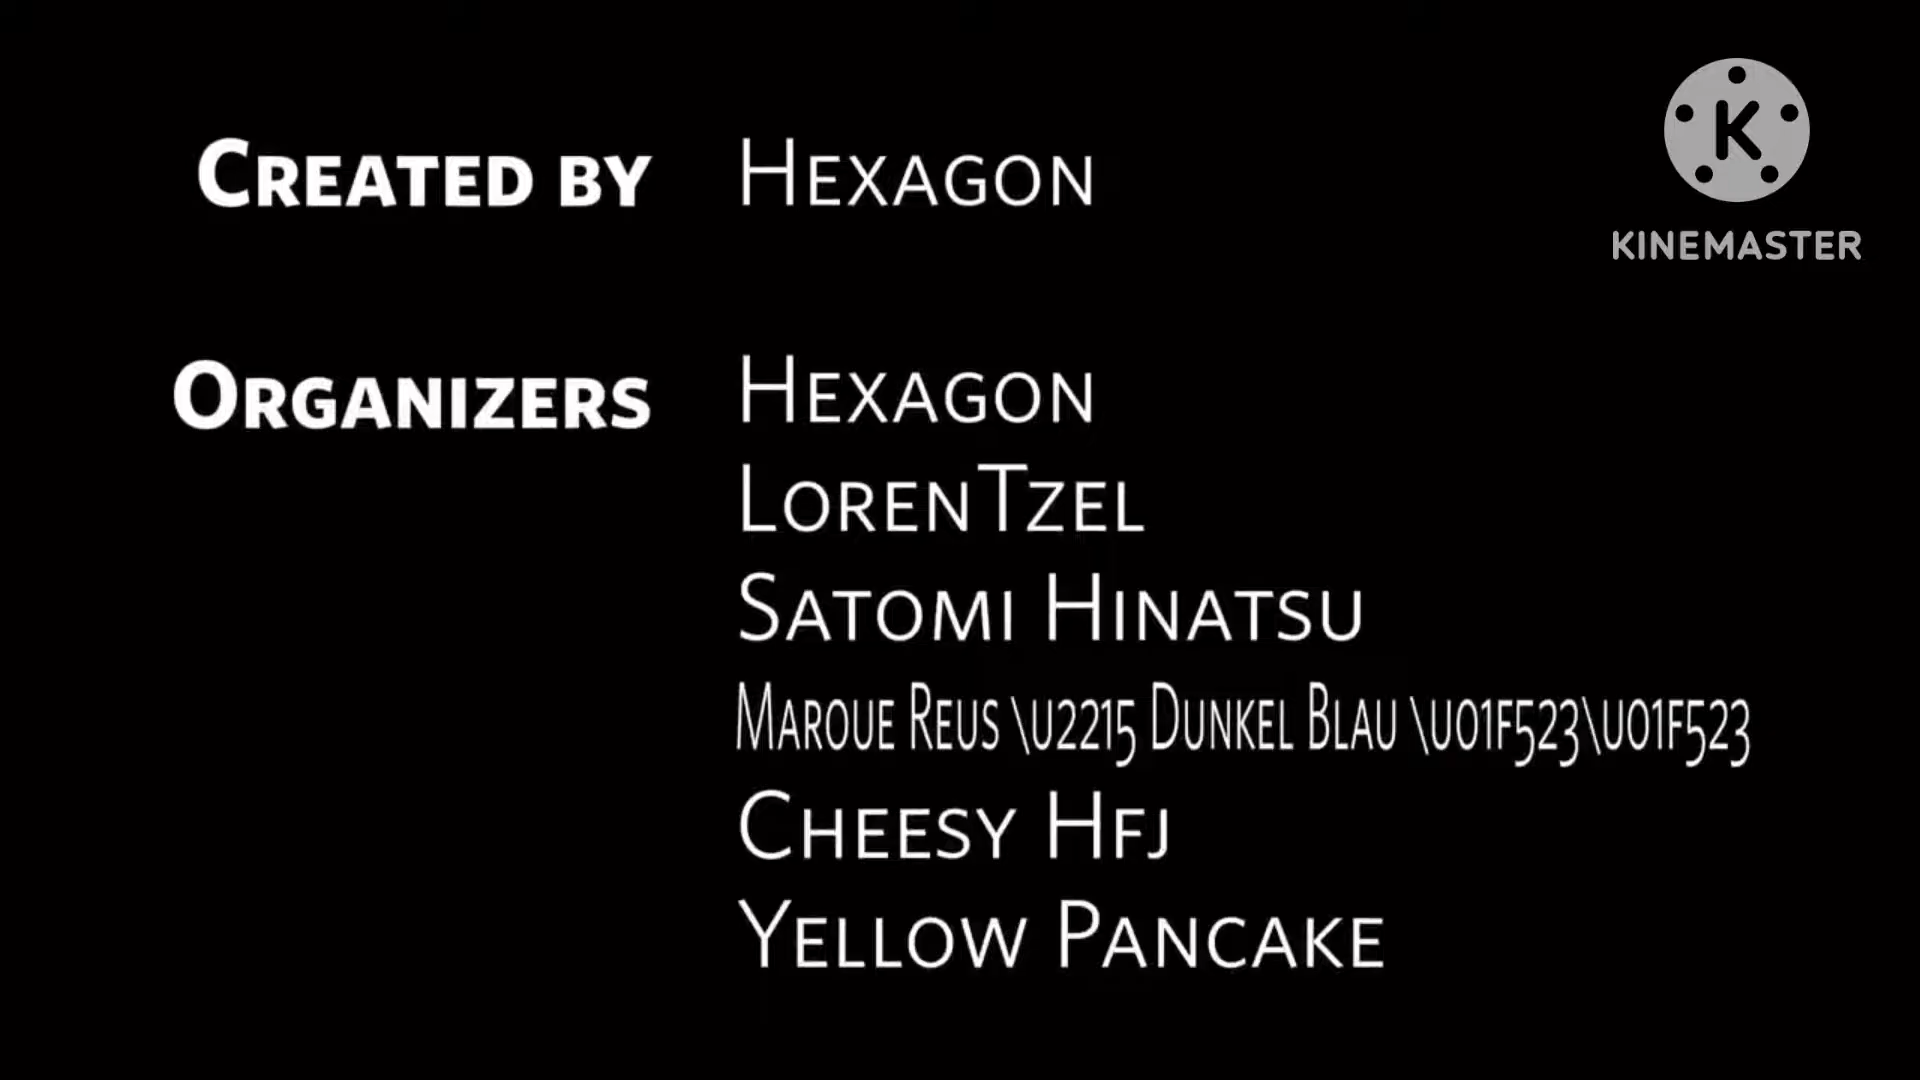 Created by Hexagon
KINEMASTER
Organizers Hexagon
LorenTzel
Satomi Hinatsu
Maroue Reus \u2215 Dunkel Blau \u01f523\u01f523
Cheesy Hfj
Yellow Pancake